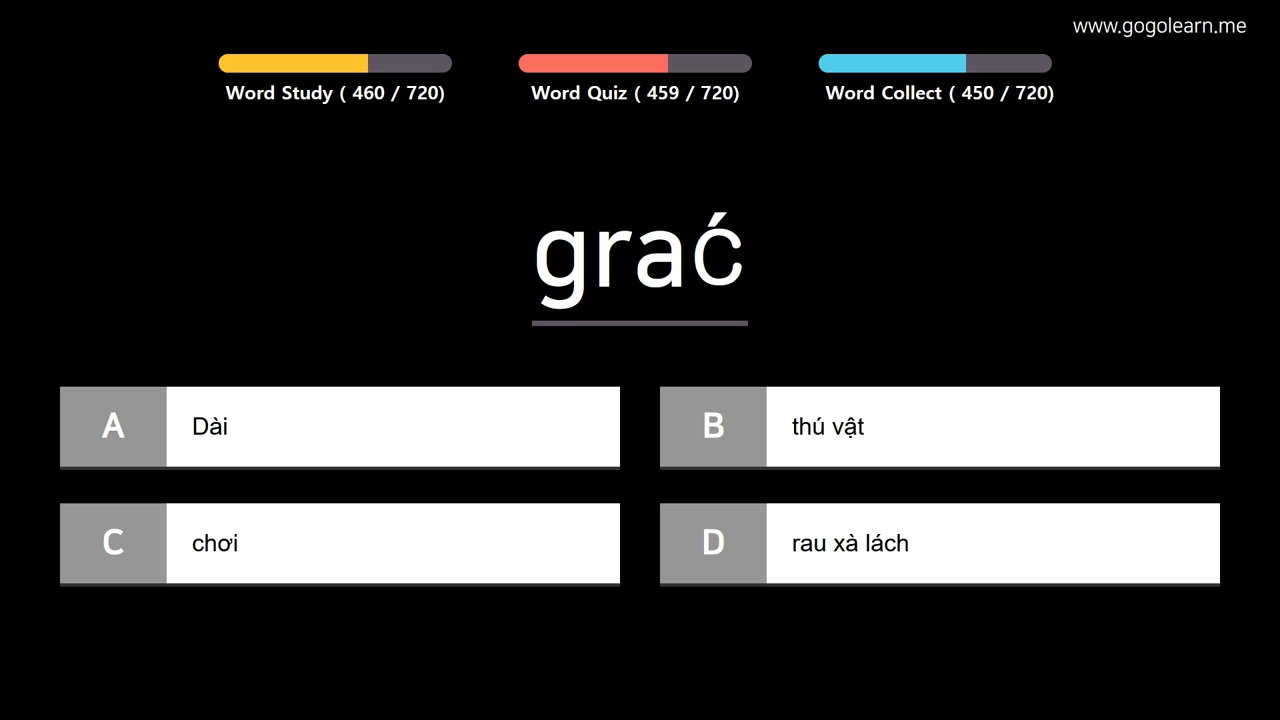 www.gogolearn.me
Word Study ( 460 / 720)
Word Quiz ( 459 / 720)
Word Collect ( 450 / 720)
grać
A Dài
B thú vật
C chơi
D rau xà lách